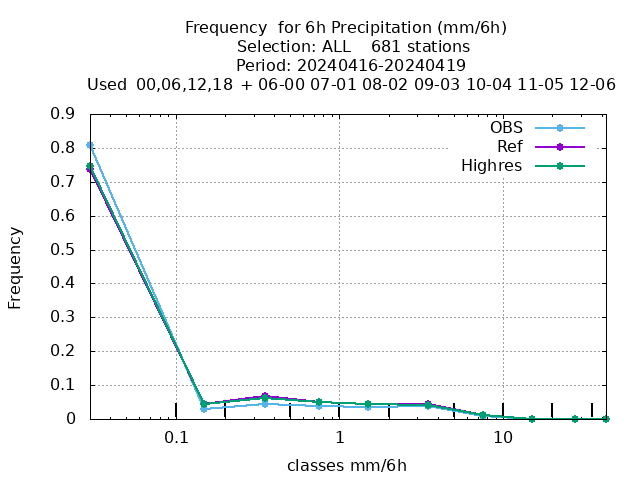 Frequency  for 6h Precipitation (mm/6h)
Selection: ALL    681 stations
Period: 20240416-20240419
Used  00,06,12,18  + 06-00 07-01 08-02 09-03 10-04 11-05 12-06
OBS
Ref
Highres
0.9
0.8
0.7
0.6
0.5
0.4
0.3
0.2
0.1
0
Frequency
0.1 1 10
classes mm/6h